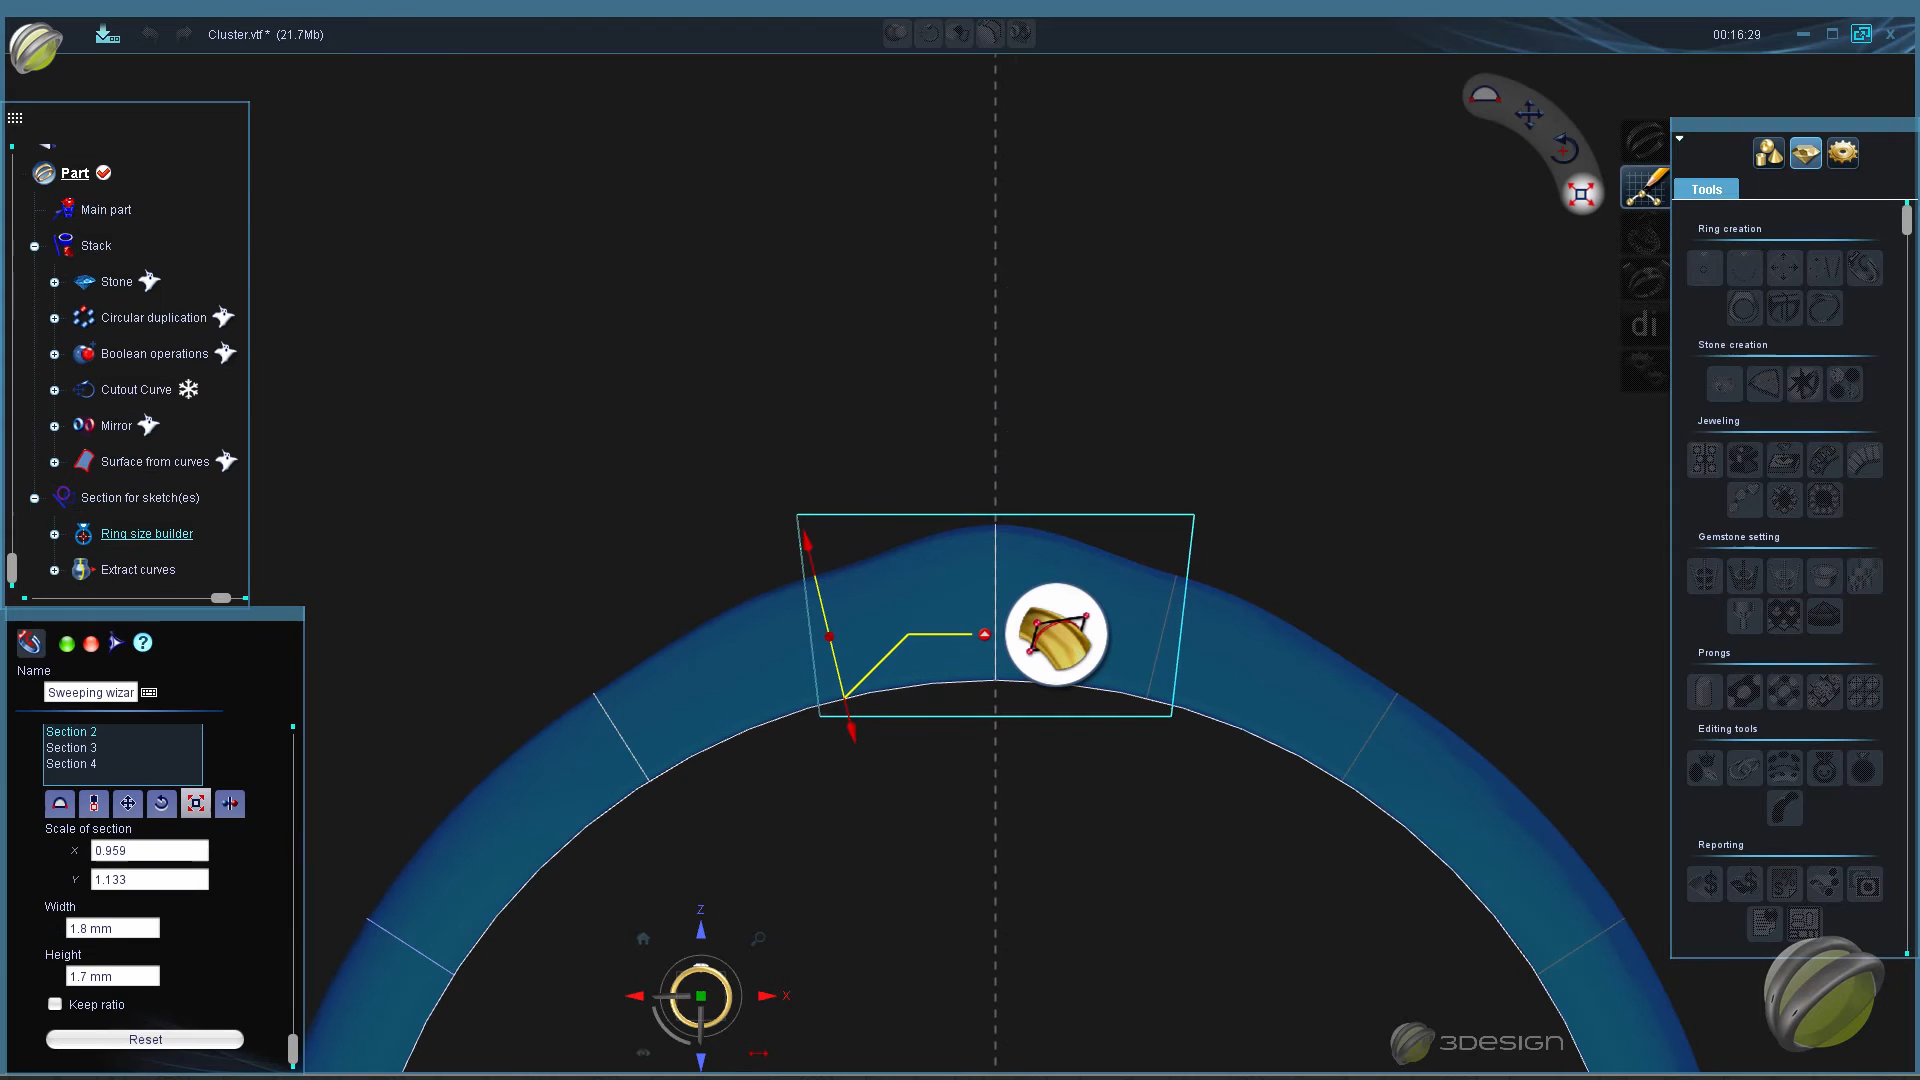 Cluster.vtf * (21.7Mb)
00:16:29
Part
Main part
Stack
Stone
Circular duplication
Boolean operations
Cutout Curve
Mirror
Surface from curves
Section for sketch(es)
Ring size builder
Extract curves
Name
Sweeping wizar
Section 2
Section 3
Section 4
Scale of section
X 0.959
Y 1.133
Width
1.8 mm
Height
1.7 mm
Keep ratio
Reset
Z
X
di
Tools
Ring creation
Stone creation
Jeweling
Gemstone setting
Prongs
Editing tools
Reporting
3DESIGN